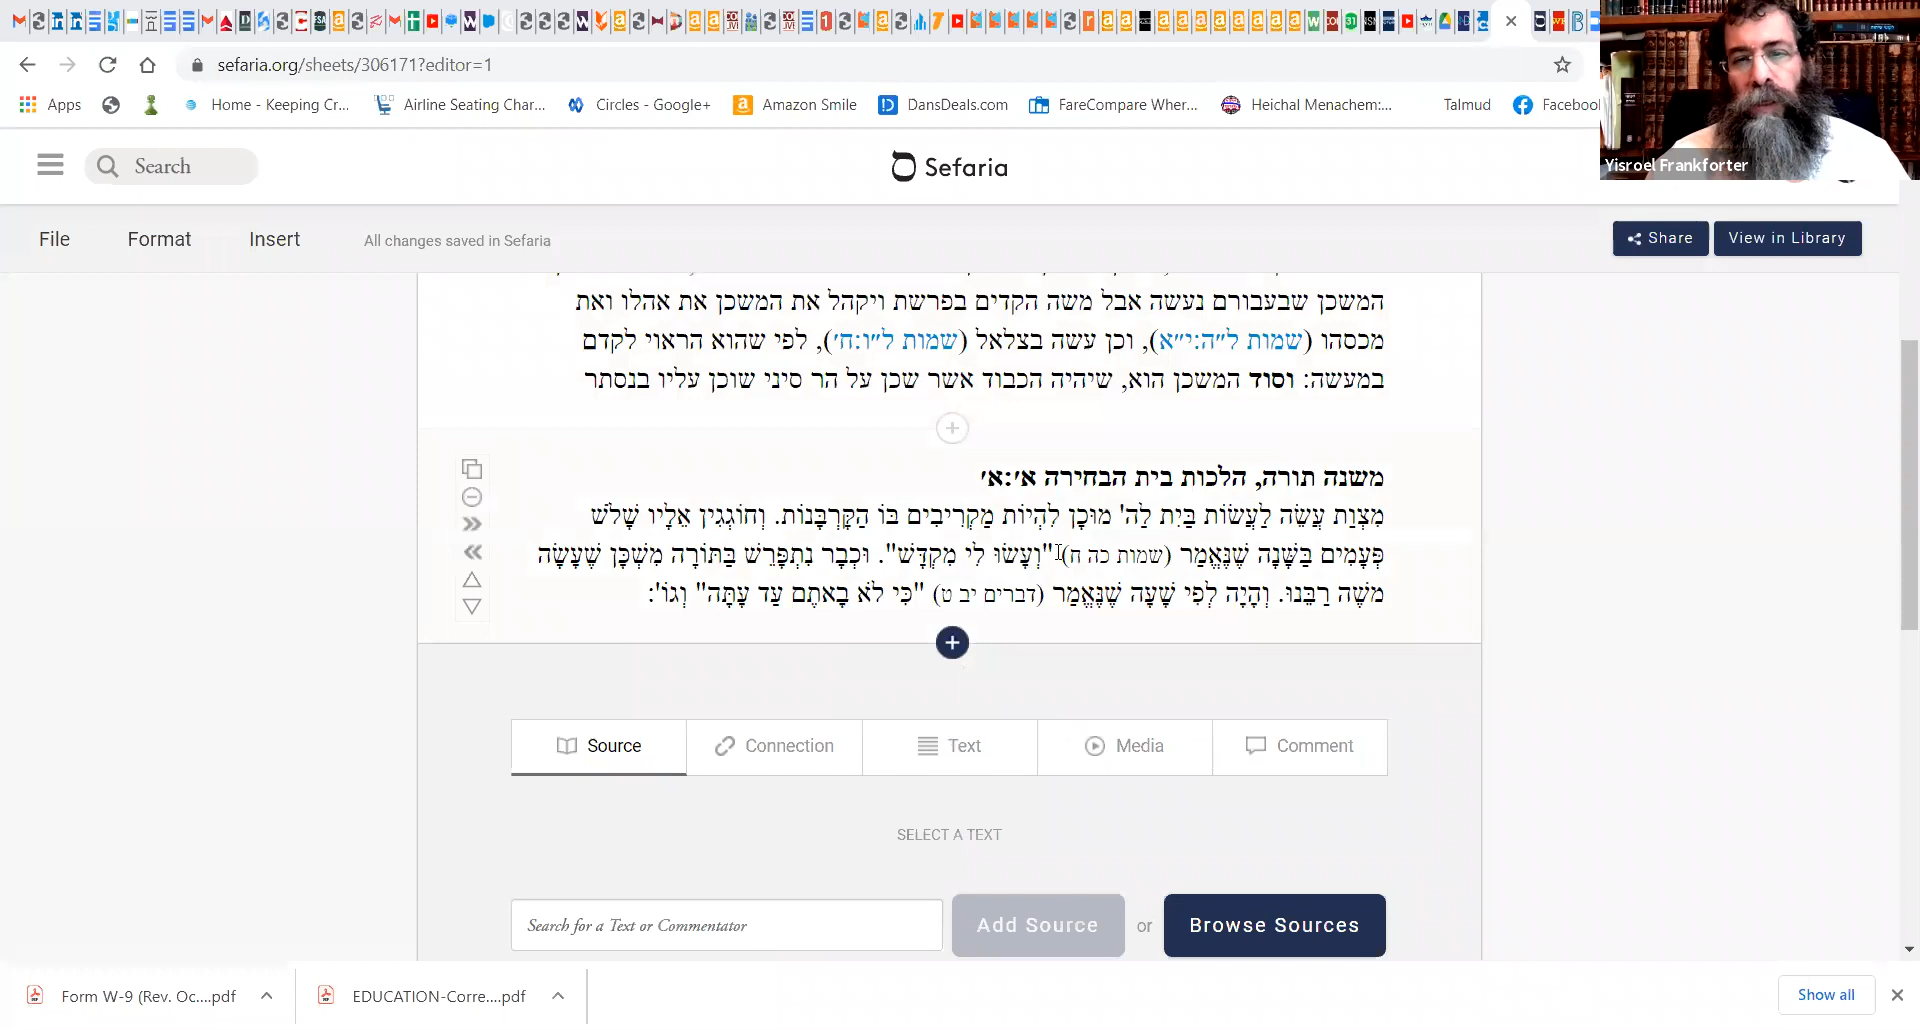 sefaria.org/sheets/306171?editor=1
Apps
Home - Keeping Cr...
Airline Seating Char...
Circles - Google+
Amazon Smile
DansDeals.com
FareCompare Wher...
Heichal Menachem:...
Talmud
Facebook
Yisroel Frankforter
Search
Sefaria
File
Format
Insert
All changes saved in Sefaria
Share
View in Library
המשכן שבעבורם נעשה אבל משה הקדים בפרשת ויקהל את המשכן את אהלו ואת
מכסהו (שמות ל״ה:י״א), וכן עשה בצלאל (שמות ל״ו:ח׳), לפי שהוא הראוי לקדם
במעשה: וסוד המשכן הוא, שיהיה הכבוד אשר שכן על הר סיני שוכן עליו בנסתר
משנה תורה, הלכות בית הבחירה א׳:א׳
מִצְוַת עֲשֵׂה לַעֲשׂוֹת בַּיִת לַה' מוּכָן לִהְיוֹת מַקְרִיבִים בּוֹ הַקָּרְבָּנוֹת. וְחוֹגְגִין אֵלָיו שָׁלֹשׁ
פְּעָמִים בַּשָּׁנָה שֶׁנֶּאֱמַר (שמות כה ח) "וְעָשׂוּ לִי מִקְדָּשׁ". וּכְבָר נִתְפָּרֵשׁ בַּתּוֹרָה מִשְׁכָּן שֶׁעָשָׂה
משֶׁה רַבֵּנוּ. וְהָיָה לְפִי שָׁעָה שֶׁנֶּאֱמַר (דברים יב ט) "כִּי לֹא בָאתֶם עַד עָתָּה" וְגוֹ':
Source
Connection
Text
Media
Comment
SELECT A TEXT
Search for a Text or Commentator
Add Source
or
Browse Sources
Form W-9 (Rev. Oc....pdf
EDUCATION-Corre....pdf
Show all